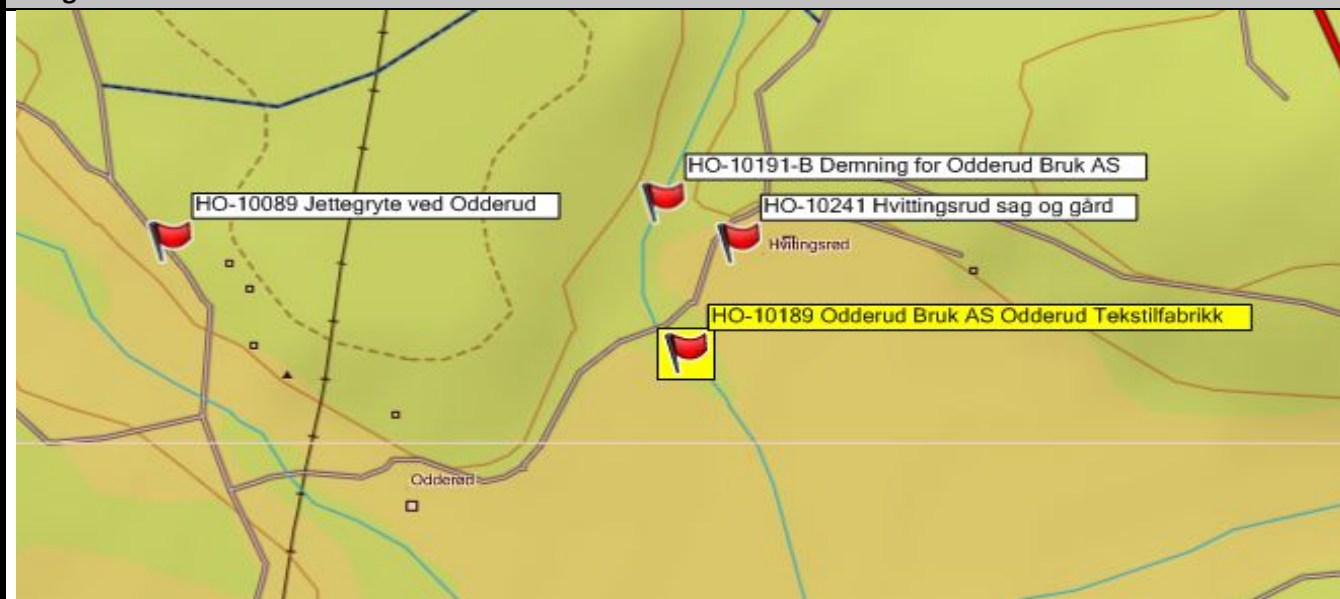 HO-10191-B Demning for Odderud Bruk AS
HO-10089 Jettegryte ved Odderud
HO-10241 Hvittingsrud sag og gård
Hvittingsrød
HO-10189 Odderud Bruk AS Odderud Tekstilfabrikk
Odderød